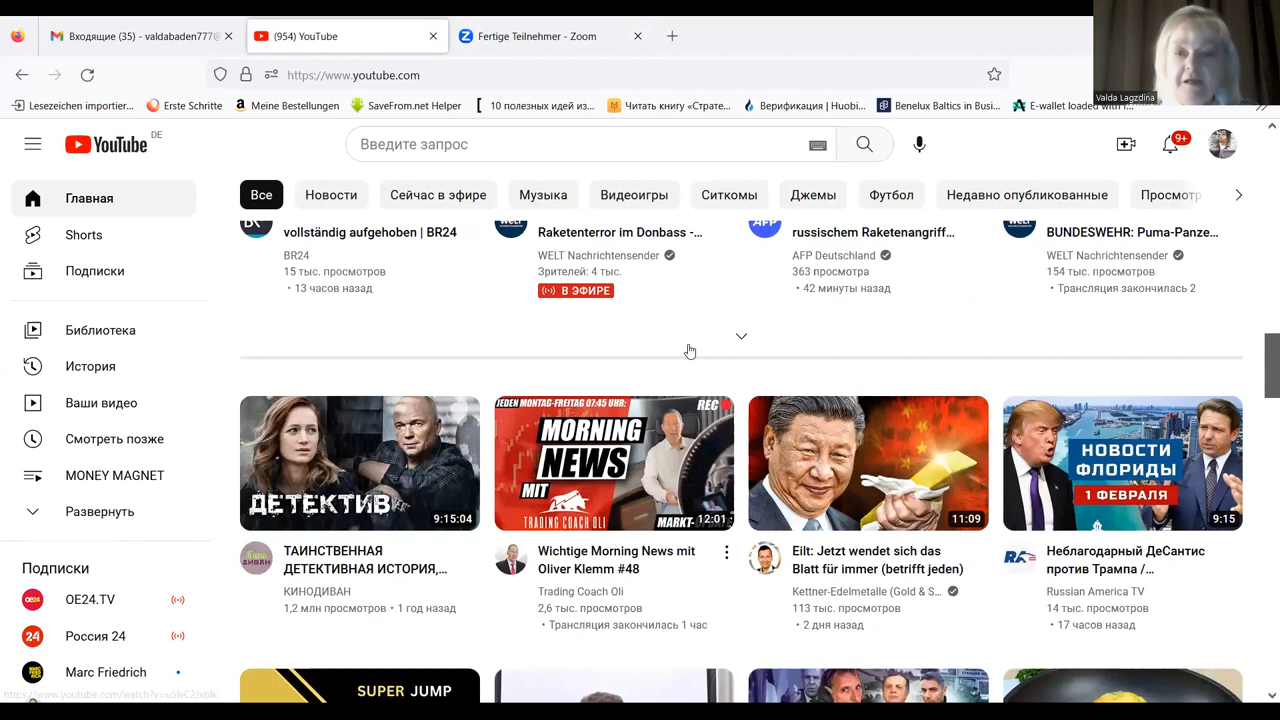 Входящие (35) - valdabaden777@
(954) YouTube
Fertige Teilnehmer - Zoom
https://www.youtube.com
Lesezeichen importier...
Erste Schritte
Meine Bestellungen
SaveFrom.net Helper
10 полезных идей из...
Читать книгу «Страте...
Верификация | Huobi...
Benelux Baltics in Busi...
E-wallet loaded with f...
Valda Lagzdina
YouTube
DE
Введите запрос
9+
Главная
Shorts
Подписки
Библиотека
История
Ваши видео
Смотреть позже
MONEY MAGNET
Развернуть
Подписки
OE24.TV
Россия 24
Marc Friedrich
Все
Новости
Сейчас в эфире
Музыка
Видеоигры
Ситкомы
Джемы
Футбол
Недавно опубликованные
Просмотр
vollständig aufgehoben | BR24
BR24
15 тыс. просмотров
• 13 часов назад
Raketenterror im Donbass -...
WELT Nachrichtensender
Зрителей: 4 тыс.
В ЭФИРЕ
AFP
russischem Raketenangriff...
AFP Deutschland
363 просмотра
• 42 минуты назад
BUNDESWEHR: Puma-Panze...
WELT Nachrichtensender
154 тыс. просмотров
• Трансляция закончилась 2
ДЕТЕКТИВ
9:15:04
ТАИНСТВЕННАЯ
ДЕТЕКТИВНАЯ ИСТОРИЯ,...
КИНОДИВАН
1,2 млн просмотров • 1 год назад
JEDEN MONTAG-FREITAG 07:45 UHR:
REC
MORNING
NEWS
MIT
TRADING COACH OLI
MARKT-
12:01
Wichtige Morning News mit
Oliver Klemm #48
Trading Coach Oli
2,6 тыс. просмотров
• Трансляция закончилась 1 час
11:09
Eilt: Jetzt wendet sich das
Blatt für immer (betrifft jeden)
Kettner-Edelmetalle (Gold & S...
113 тыс. просмотров
• 2 дня назад
НОВОСТИ
ФЛОРИДЫ
1 ФЕВРАЛЯ
9:15
Неблагодарный ДеСантис
против Трампа /...
Russian America TV
14 тыс. просмотров
• 17 часов назад
SUPER JUMP